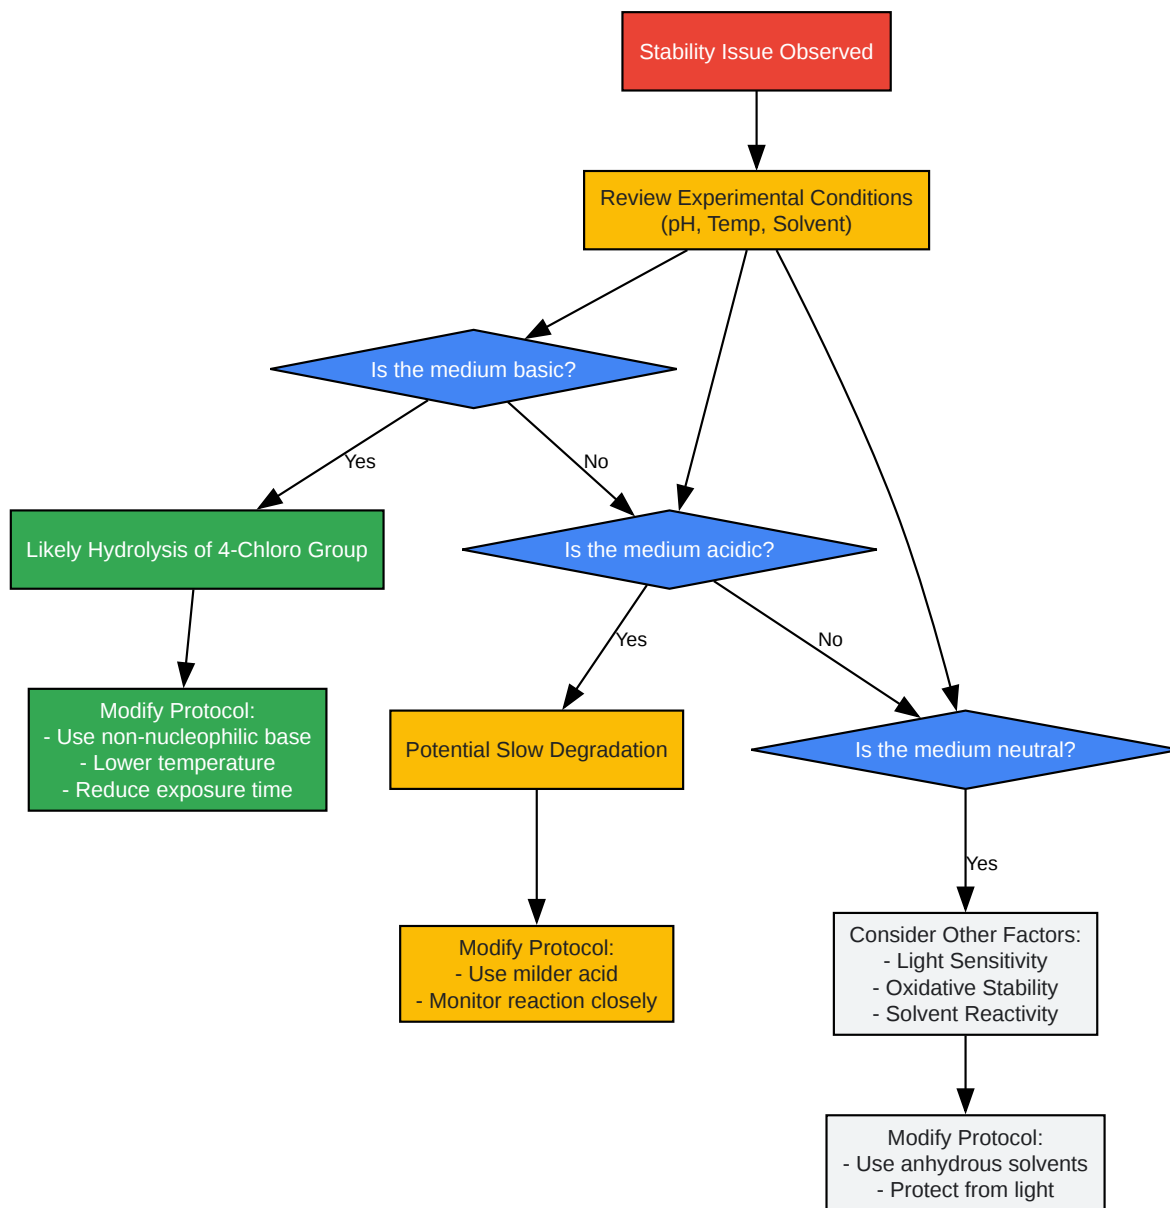 Stability Issue Observed
Review Experimental Conditions
(pH, Temp, Solvent)
Is the medium basic?
Yes
No
Likely Hydrolysis of 4-Chloro Group
Is the medium acidic?
Yes
No
Modify Protocol:
- Use non-nucleophilic base
- Lower temperature
- Reduce exposure time
Potential Slow Degradation
Is the medium neutral?
Yes
Modify Protocol:
- Use milder acid
- Monitor reaction closely
Consider Other Factors:
- Light Sensitivity
- Oxidative Stability
- Solvent Reactivity
Modify Protocol:
- Use anhydrous solvents
- Protect from light